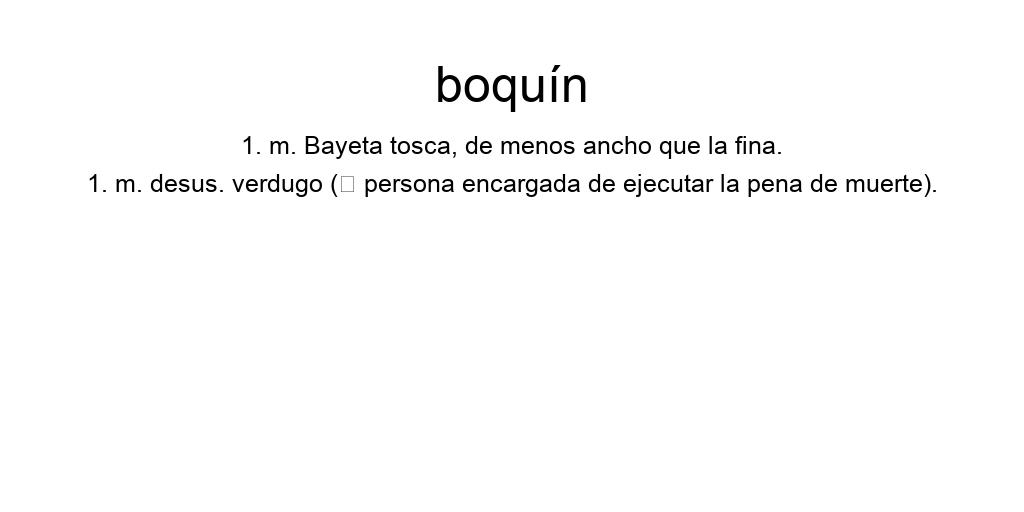 boquín
1. m. Bayeta tosca, de menos ancho que la fina.
1. m. desus. verdugo (▯ persona encargada de ejecutar la pena de muerte).